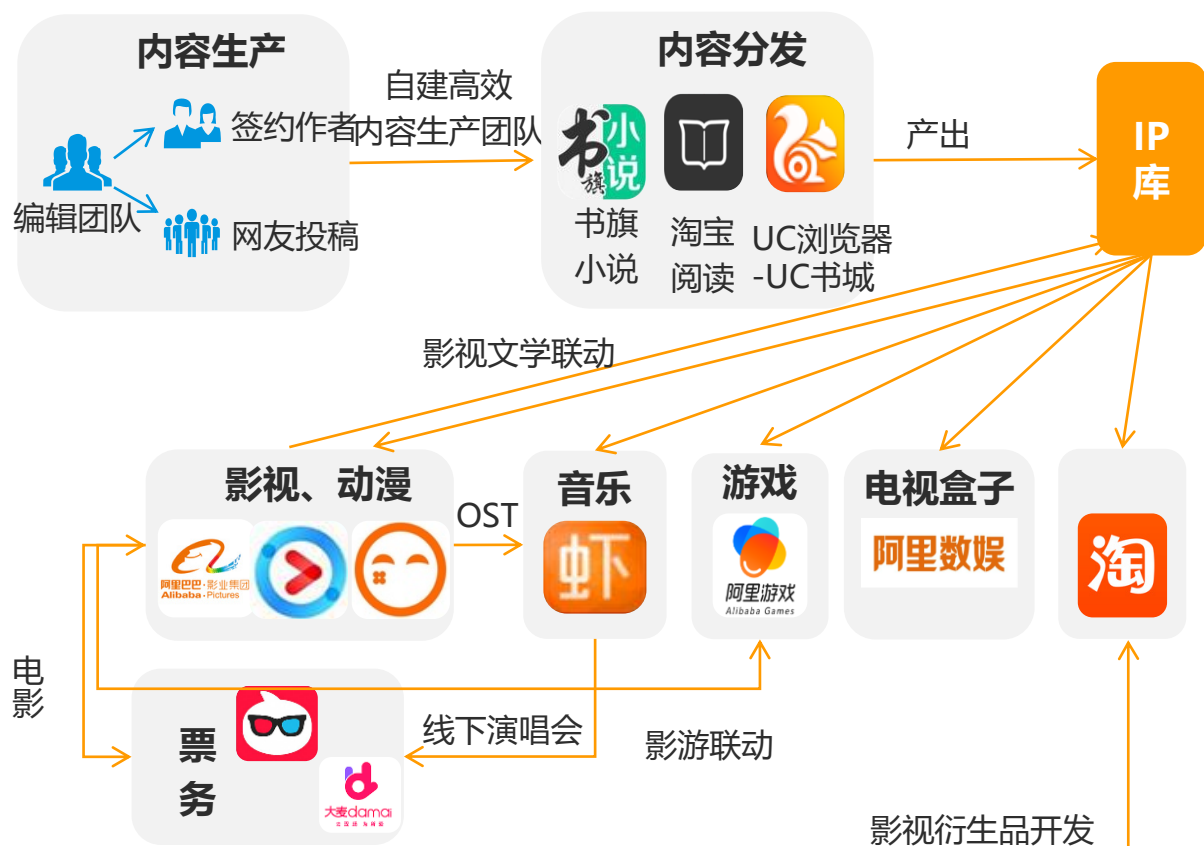 内容生产
签约作者
编辑团队
网友投稿
自建高效
内容生产团队
内容分发
书旗
小说
书旗
小说
淘宝
阅读
UC浏览器
-UC书城
产出
IP
库
影视文学联动
影视、动漫
阿里巴巴·影业集团
Alibaba·Pictures
OST
音乐
虾
游戏
阿里游戏
Alibaba Games
电视盒子
阿里数娱
淘
电影
票务
大麦damai
线下演唱会
影游联动
影视衍生品开发